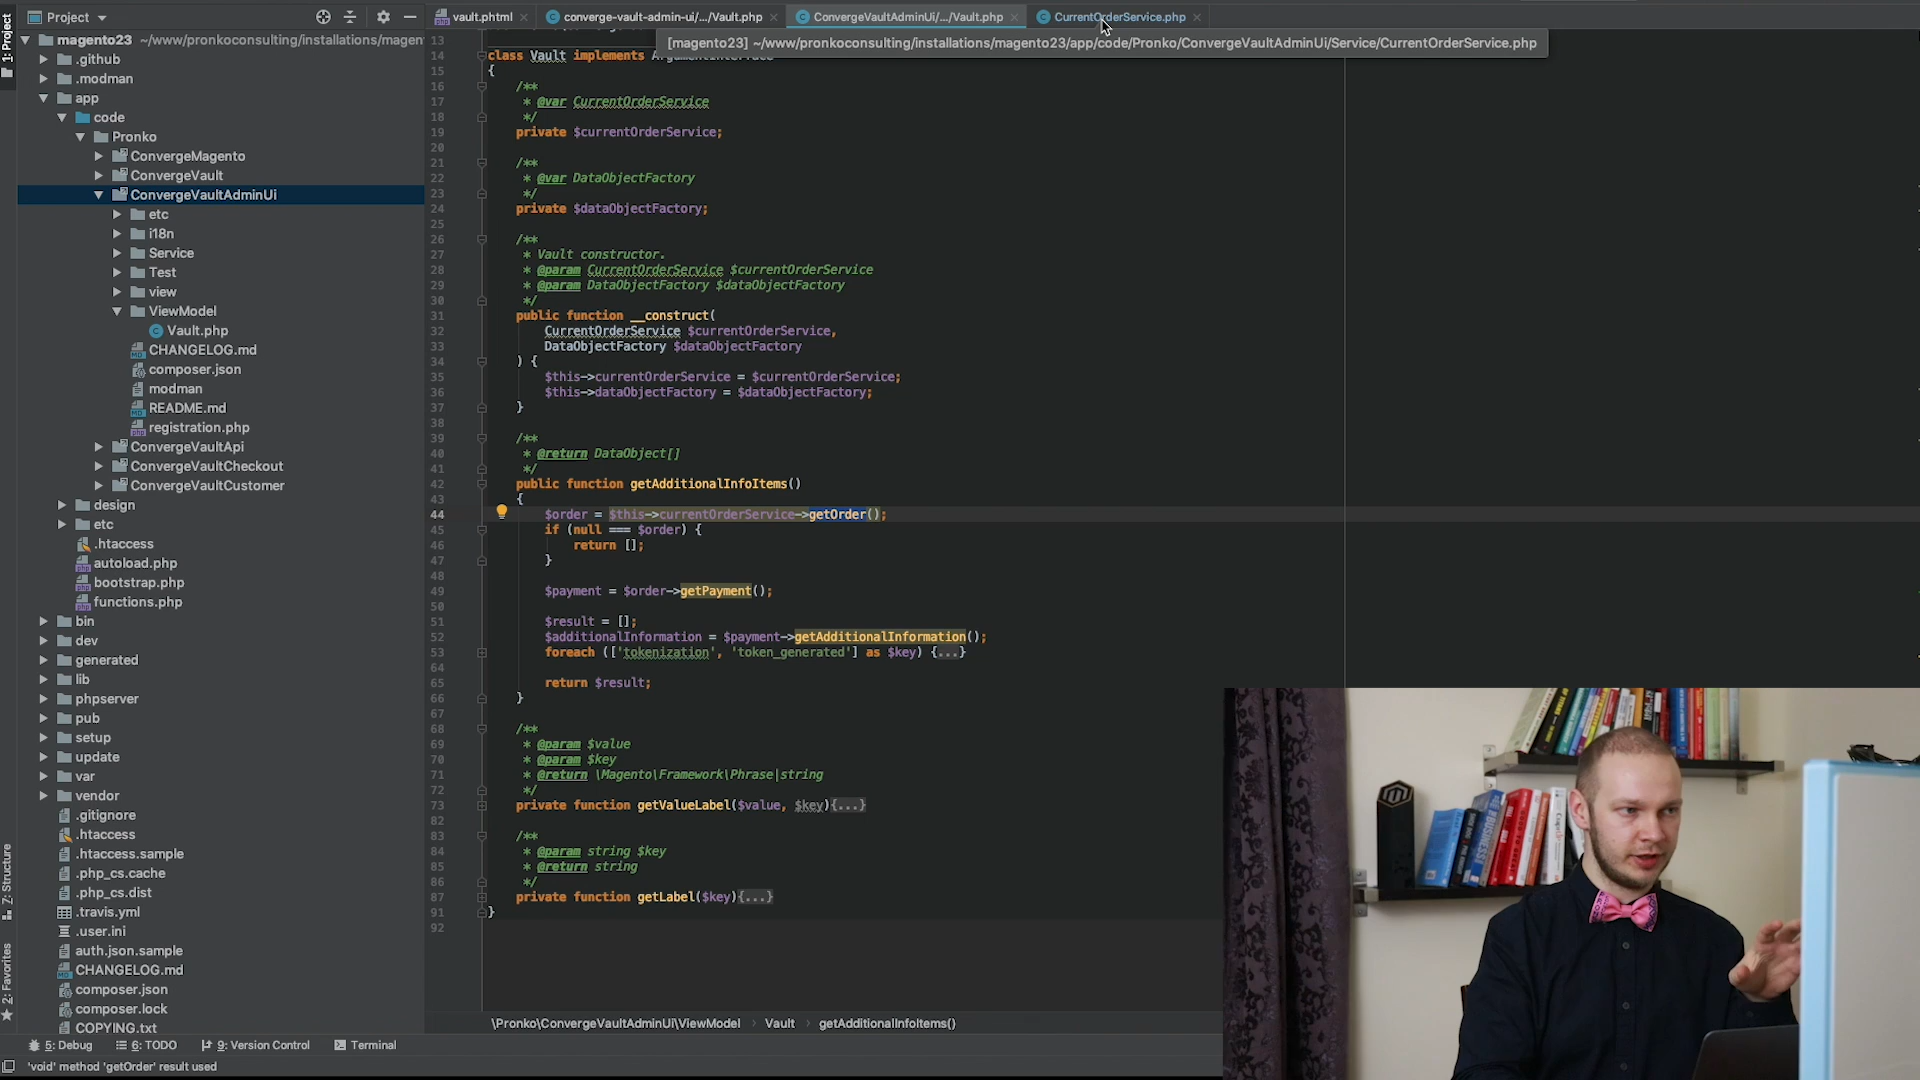 Project
vault.phtml
converge-vault-admin-ui/.../Vault.php
ConvergeVaultAdminUi/.../Vault.php
CurrentOrderService.php
[magento23] ~/www/pronkoconsulting/installations/magento23/app/code/Pronko/ConvergeVaultAdminUi/Service/CurrentOrderService.php
1: Project
Z: Structure
2: Favorites
magento23 ~/www/pronkoconsulting/installations/magen
.github
.modman
app
code
Pronko
ConvergeMagento
ConvergeVault
ConvergeVaultAdminUi
etc
i18n
Service
Test
view
ViewModel
Vault.php
CHANGELOG.md
composer.json
modman
README.md
registration.php
ConvergeVaultApi
ConvergeVaultCheckout
ConvergeVaultCustomer
design
etc
.htaccess
autoload.php
bootstrap.php
functions.php
bin
dev
generated
lib
phpserver
pub
setup
update
var
vendor
.gitignore
.htaccess
.htaccess.sample
.php_cs.cache
.php_cs.dist
.travis.yml
.user.ini
auth.json.sample
CHANGELOG.md
composer.json
composer.lock
COPYING.txt
13
14 class Vault implements ArgumentInterface
15 {
16 /**
17 * @var CurrentOrderService
18 */
19 private $currentOrderService;
20
21 /**
22 * @var DataObjectFactory
23 */
24 private $dataObjectFactory;
25
26 /**
27 * Vault constructor.
28 * @param CurrentOrderService $currentOrderService
29 * @param DataObjectFactory $dataObjectFactory
30 */
31 public function __construct(
32 CurrentOrderService $currentOrderService,
33 DataObjectFactory $dataObjectFactory
34 ) {
35 $this->currentOrderService = $currentOrderService;
36 $this->dataObjectFactory = $dataObjectFactory;
37 }
38
39 /**
40 * @return DataObject[]
41 */
42 public function getAdditionalInfoItems()
43 {
44 $order = $this->currentOrderService->getOrder();
45 if (null === $order) {
46 return [];
47 }
48
49 $payment = $order->getPayment();
50
51 $result = [];
52 $additionalInformation = $payment->getAdditionalInformation();
53 foreach (['tokenization', 'token_generated'] as $key) {...}
64
65 return $result;
66 }
67
68 /**
69 * @param $value
70 * @param $key
71 * @return \Magento\Framework\Phrase|string
72 */
73 private function getValueLabel($value, $key){...}
82
83 /**
84 * @param string $key
85 * @return string
86 */
87 private function getLabel($key){...}
91 }
92
\Pronko\ConvergeVaultAdminUi\ViewModel > Vault > getAdditionalInfoItems()
5: Debug
6: TODO
9: Version Control
Terminal
'void' method 'getOrder' result used